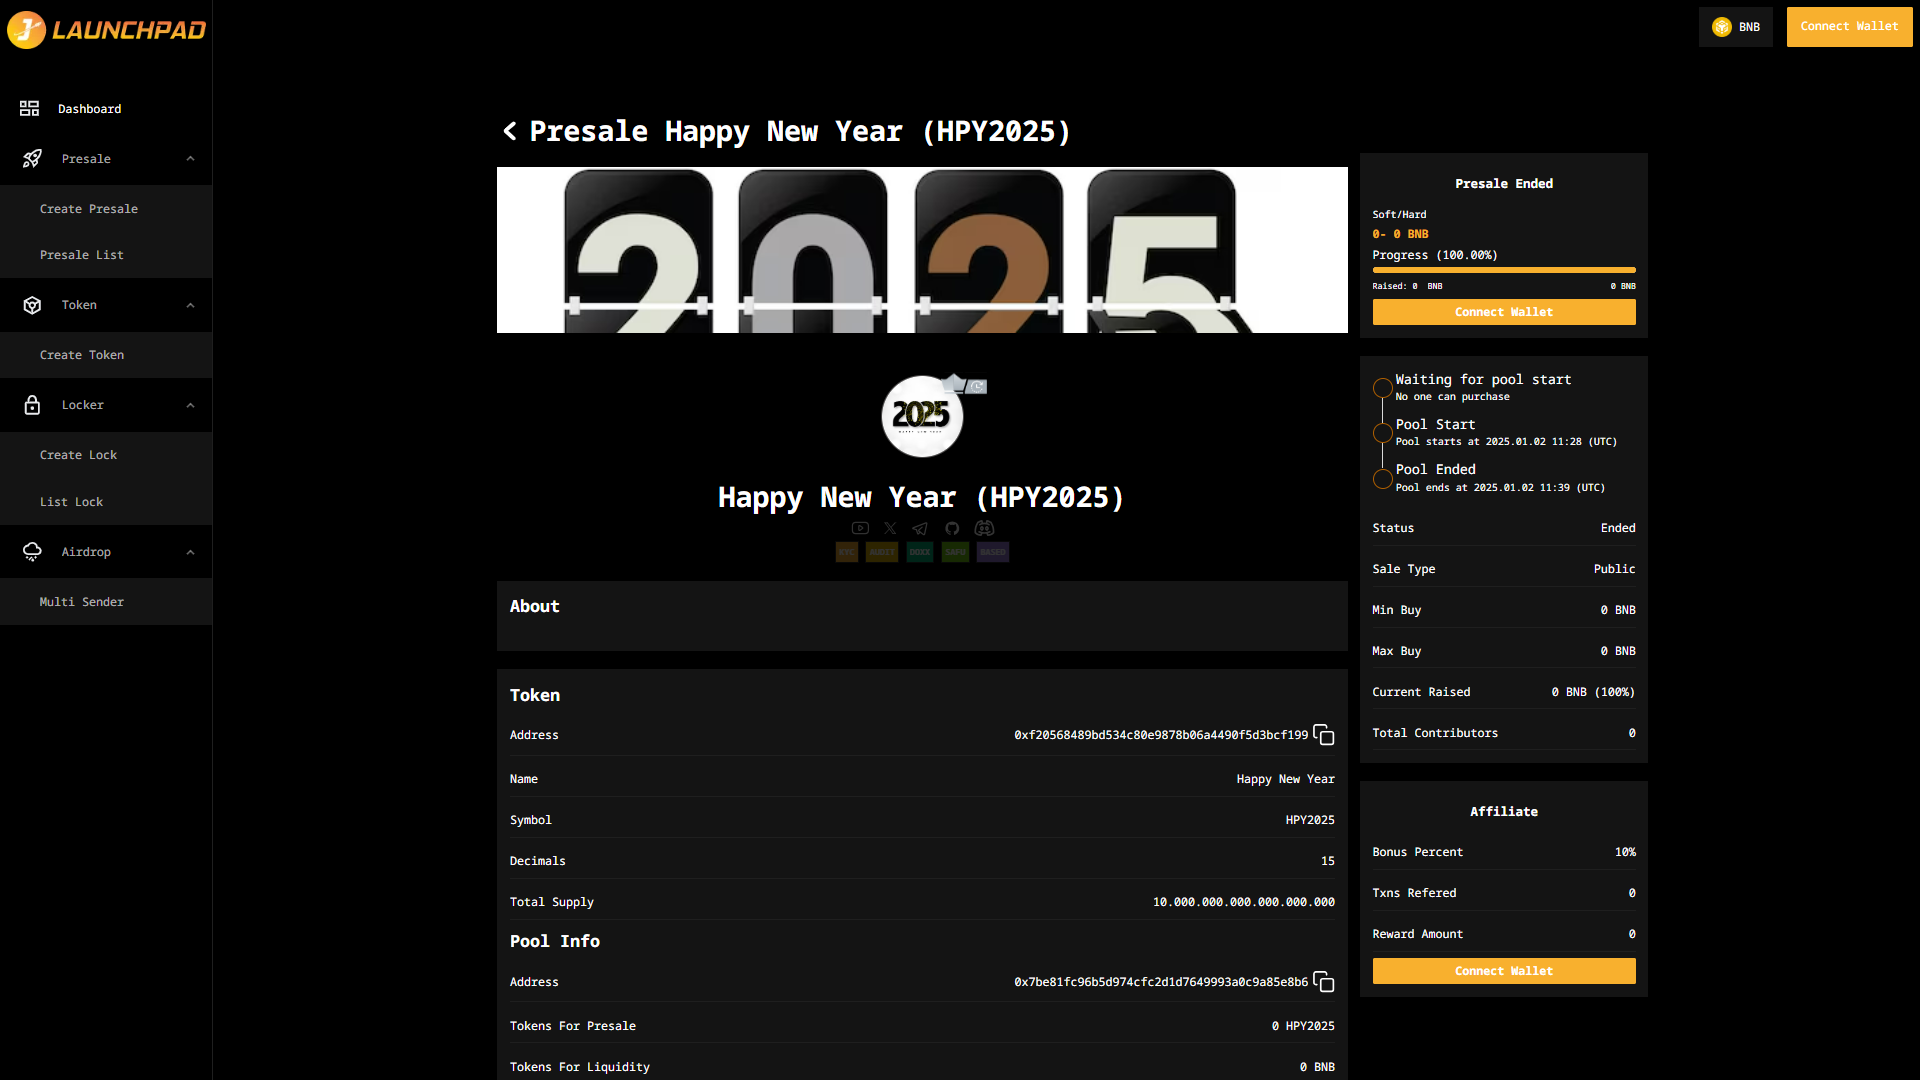 LAUNCHPAD
BNB
Connect Wallet
Dashboard
Presale
Create Presale
Presale List
Token
Create Token
Locker
Create Lock
List Lock
Airdrop
Multi Sender
Presale Happy New Year (HPY2025)
2025
2025
Happy New Year (HPY2025)
KYC AUDIT DOXX SAFU BASED
About
Token
Address 0xf20568489bd534c80e9878b06a4490f5d3bcf199
Name Happy New Year
Symbol HPY2025
Decimals 15
Total Supply 10.000.000.000.000.000.000
Pool Info
Address 0x7be81fc96b5d974cfc2d1d7649993a0c9a85e8b6
Tokens For Presale 0 HPY2025
Tokens For Liquidity 0 BNB
Presale Ended
Soft/Hard
0- 0 BNB
Progress (100.00%)
Raised: 0 BNB 0 BNB
Connect Wallet
Waiting for pool start
No one can purchase
Pool Start
Pool starts at 2025.01.02 11:28 (UTC)
Pool Ended
Pool ends at 2025.01.02 11:39 (UTC)
Status Ended
Sale Type Public
Min Buy 0 BNB
Max Buy 0 BNB
Current Raised 0 BNB (100%)
Total Contributors 0
Affiliate
Bonus Percent 10%
Txns Refered 0
Reward Amount 0
Connect Wallet